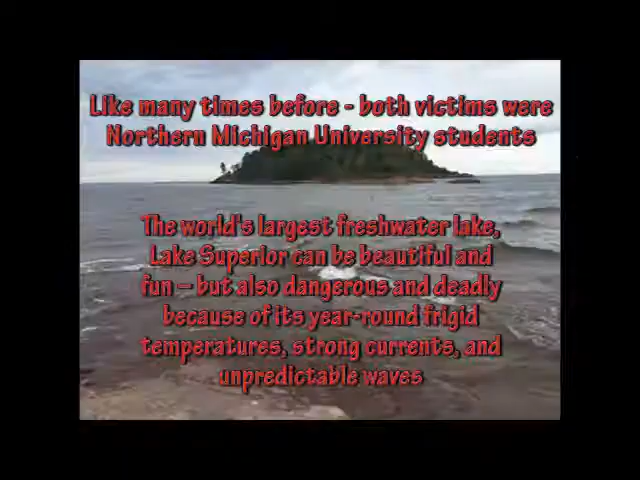 Like many times before - both victims were
Northern Michigan University students
The world's largest freshwater lake,
Lake Superior can be beautiful and
fun – but also dangerous and deadly
because of its year-round frigid
temperatures, strong currents, and
unpredictable waves